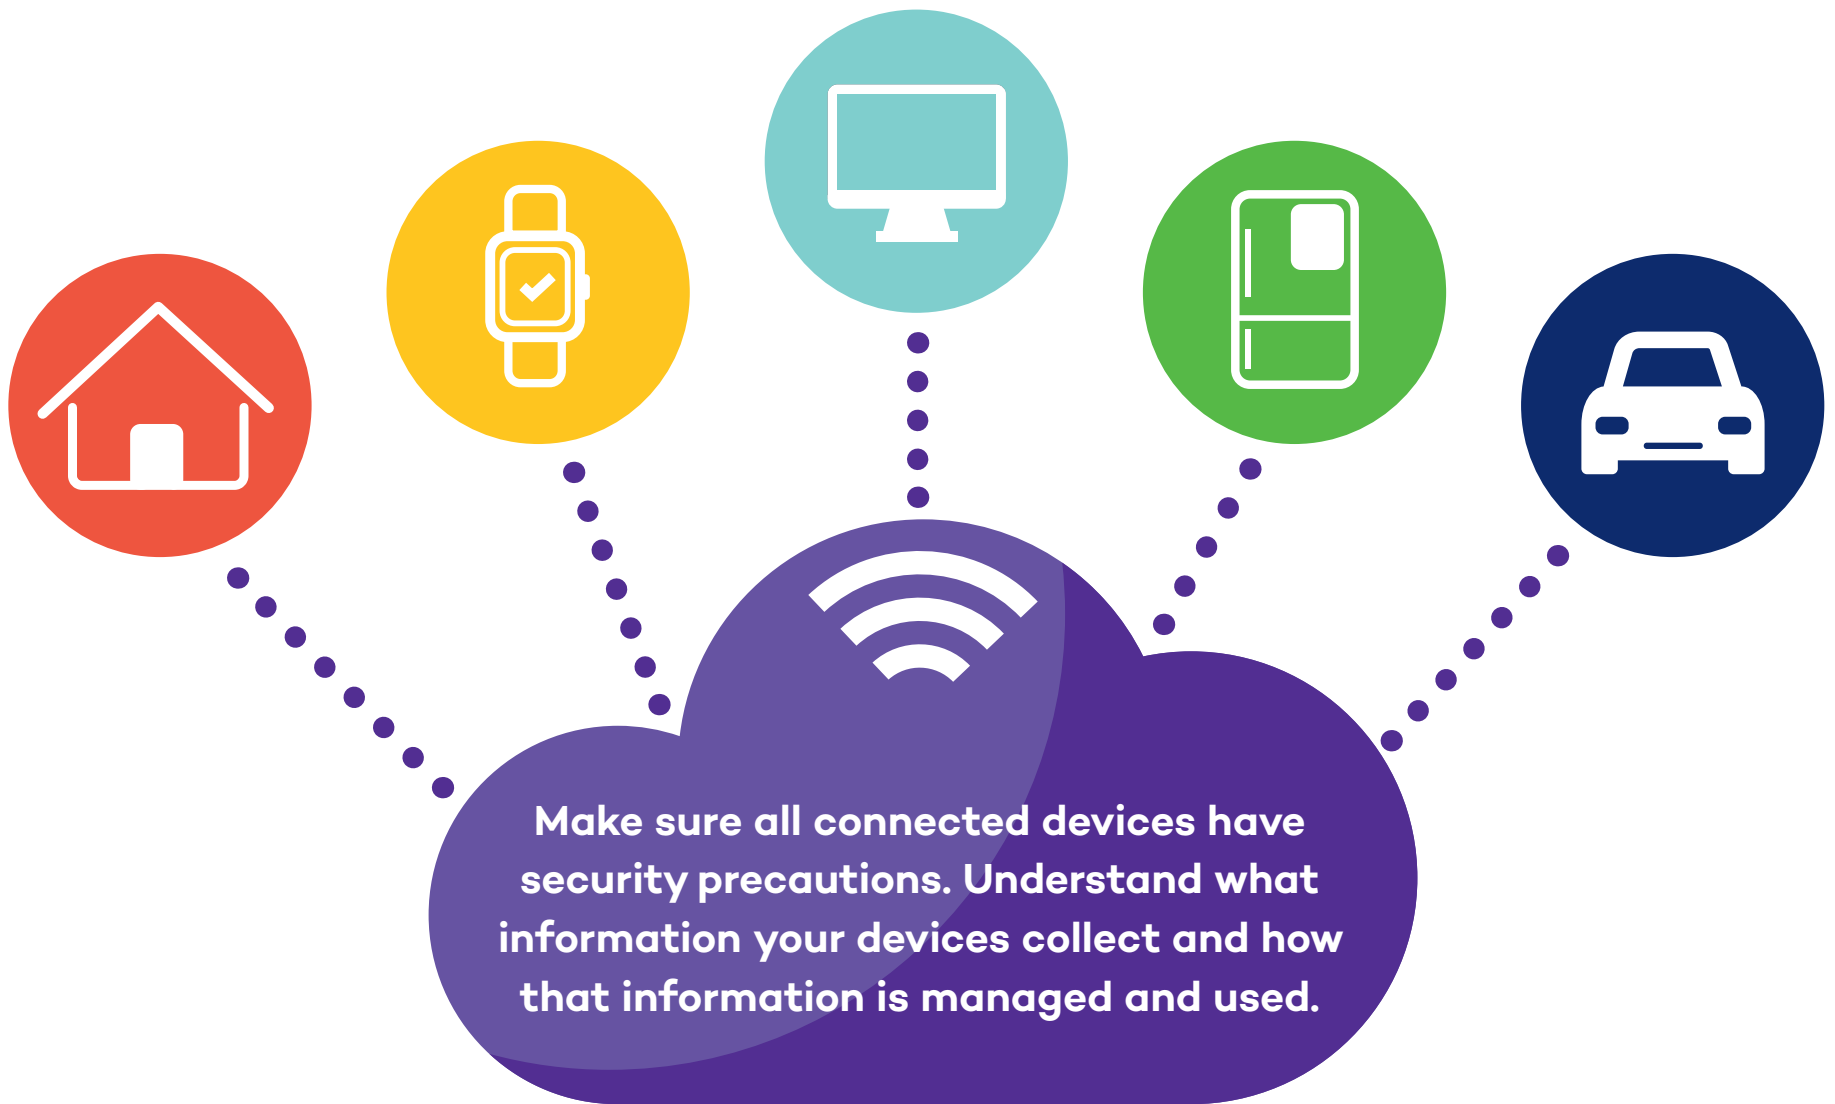 Make sure all connected devices have
security precautions. Understand what
information your devices collect and how
that information is managed and used.